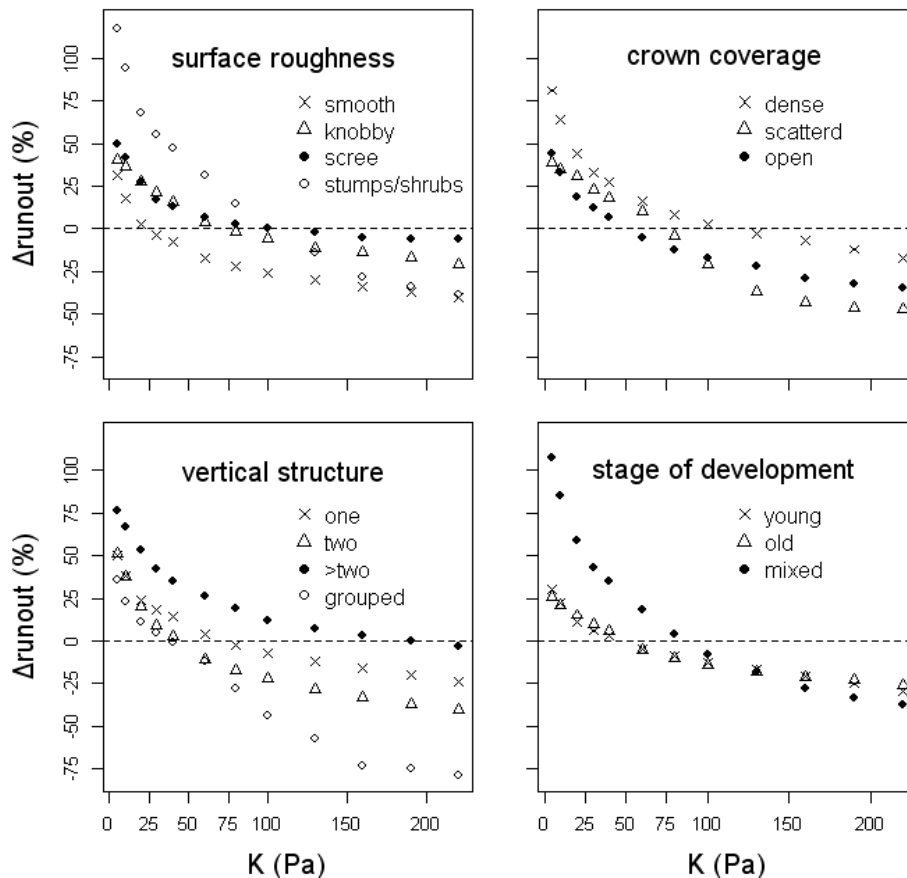 surface roughness
smooth
knobby
scree
stumps/shrubs
100
75
50
25
0
-25
-50
-75
Δrunout (%)
crown coverage
dense
scatterd
open
vertical structure
one
two
>two
grouped
100
75
50
25
0
-25
-50
-75
Δrunout (%)
0 25 50 75 100 150 200
K (Pa)
stage of development
young
old
mixed
0 25 50 75 100 150 200
K (Pa)